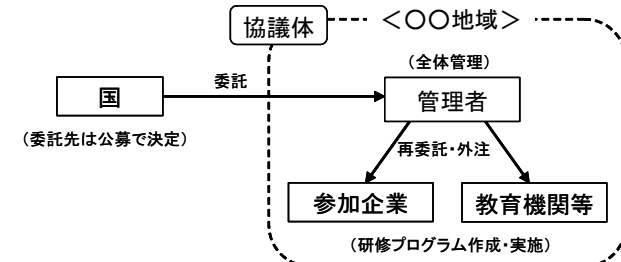 協議体
＜○○地域＞
（全体管理）
国
委託
管理者
（委託先は公募で決定）
再委託・外注
参加企業
教育機関等
（研修プログラム作成・実施）